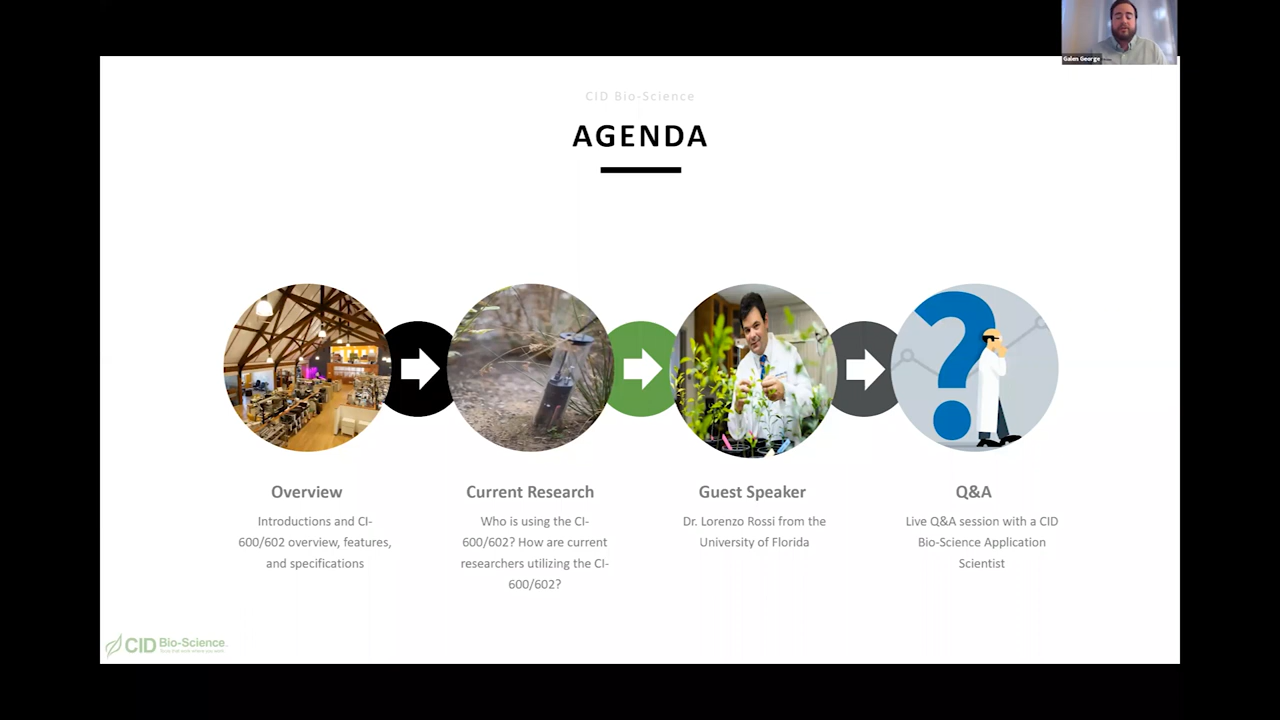 Galen George
CID Bio-Science
AGENDA
Overview
Introductions and CI-
600/602 overview, features,
and specifications
Current Research
Who is using the CI-
600/602? How are current
researchers utilizing the CI-
600/602?
Guest Speaker
Dr. Lorenzo Rossi from the
University of Florida
Q&A
Live Q&A session with a CID
Bio-Science Application
Scientist
CID Bio-Science